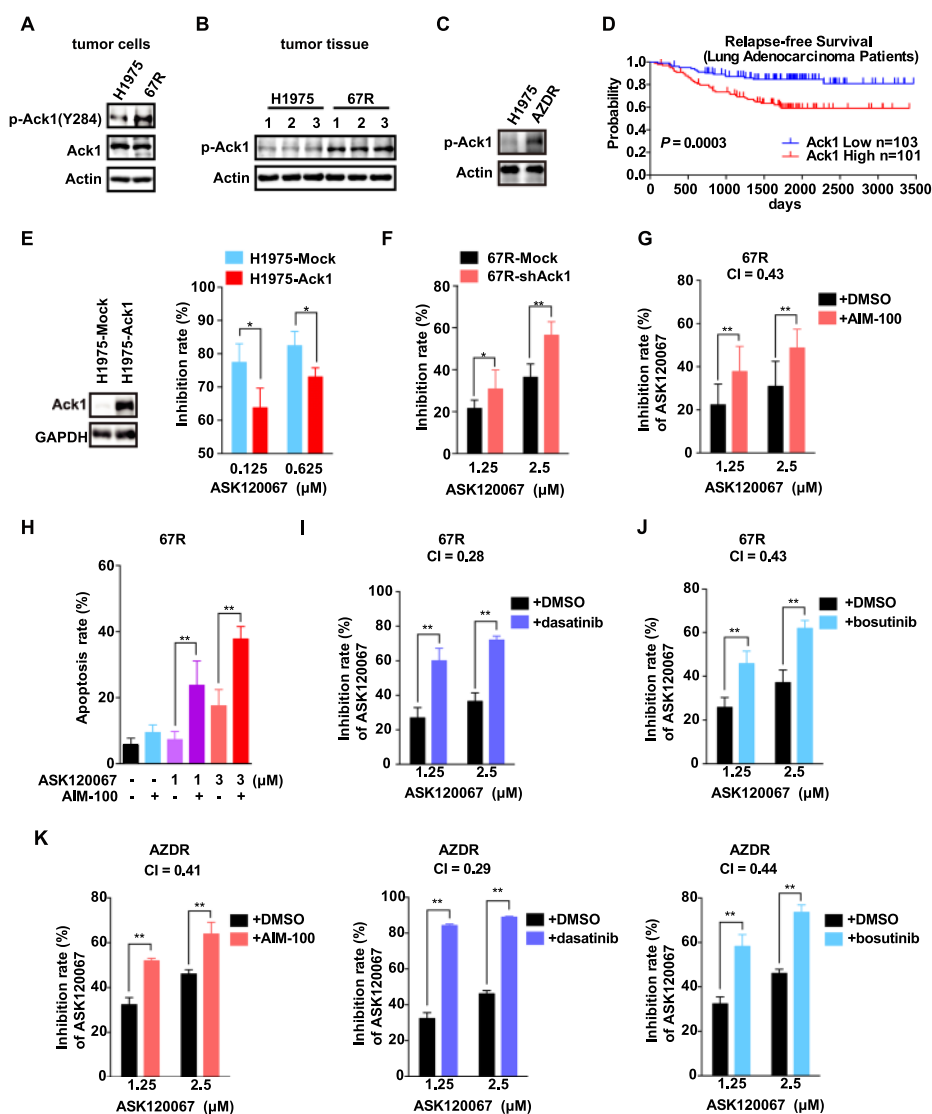 A
tumor cells
H1975
67R
p-Ack1(Y284)
Ack1
Actin
B
tumor tissue
H1975 67R
1 2 3 1 2 3
p-Ack1
Actin
C
H1975
AZDR
p-Ack1
Actin
D
Relapse-free Survival
(Lung Adenocarcinoma Patients)
Probability
1.0
0.8
0.6
0.4
0.2
0.0
P = 0.0003
Ack1 Low n=103
Ack1 High n=101
0 500 1000 1500 2000 2500 3000 3500
days
E
H1975-Mock
H1975-Ack1
Ack1
GAPDH
H1975-Mock
H1975-Ack1
Inhibition rate (%)
100
90
80
70
60
50
* *
0.125 0.625
ASK120067 (μM)
F
67R-Mock
67R-shAck1
Inhibition rate (%)
80
60
40
20
0
* **
1.25 2.5
ASK120067 (μM)
G
67R
CI = 0.43
+DMSO
+AIM-100
Inhibition rate (%)
of ASK120067
80
60
40
20
0
** **
1.25 2.5
ASK120067 (μM)
H
67R
Apoptosis rate (%)
60
40
20
0
** **
ASK120067 - - 1 1 3 3 (μM)
AIM-100 - + - + - +
I
67R
CI = 0.28
+DMSO
+dasatinib
Inhibition rate (%)
of ASK120067
100
80
60
40
20
0
** **
1.25 2.5
ASK120067 (μM)
J
67R
CI = 0.43
+DMSO
+bosutinib
Inhibition rate (%)
of ASK120067
80
60
40
20
0
** **
1.25 2.5
ASK120067 (μM)
K
AZDR
CI = 0.41
+DMSO
+AIM-100
Inhibition rate (%)
of ASK120067
80
60
40
20
0
** **
1.25 2.5
ASK120067 (μM)
AZDR
CI = 0.29
+DMSO
+dasatinib
Inhibition rate (%)
of ASK120067
100
80
60
40
20
0
** **
1.25 2.5
ASK120067 (μM)
AZDR
CI = 0.44
+DMSO
+bosutinib
Inhibition rate (%)
of ASK120067
80
60
40
20
0
** **
1.25 2.5
ASK120067 (μM)